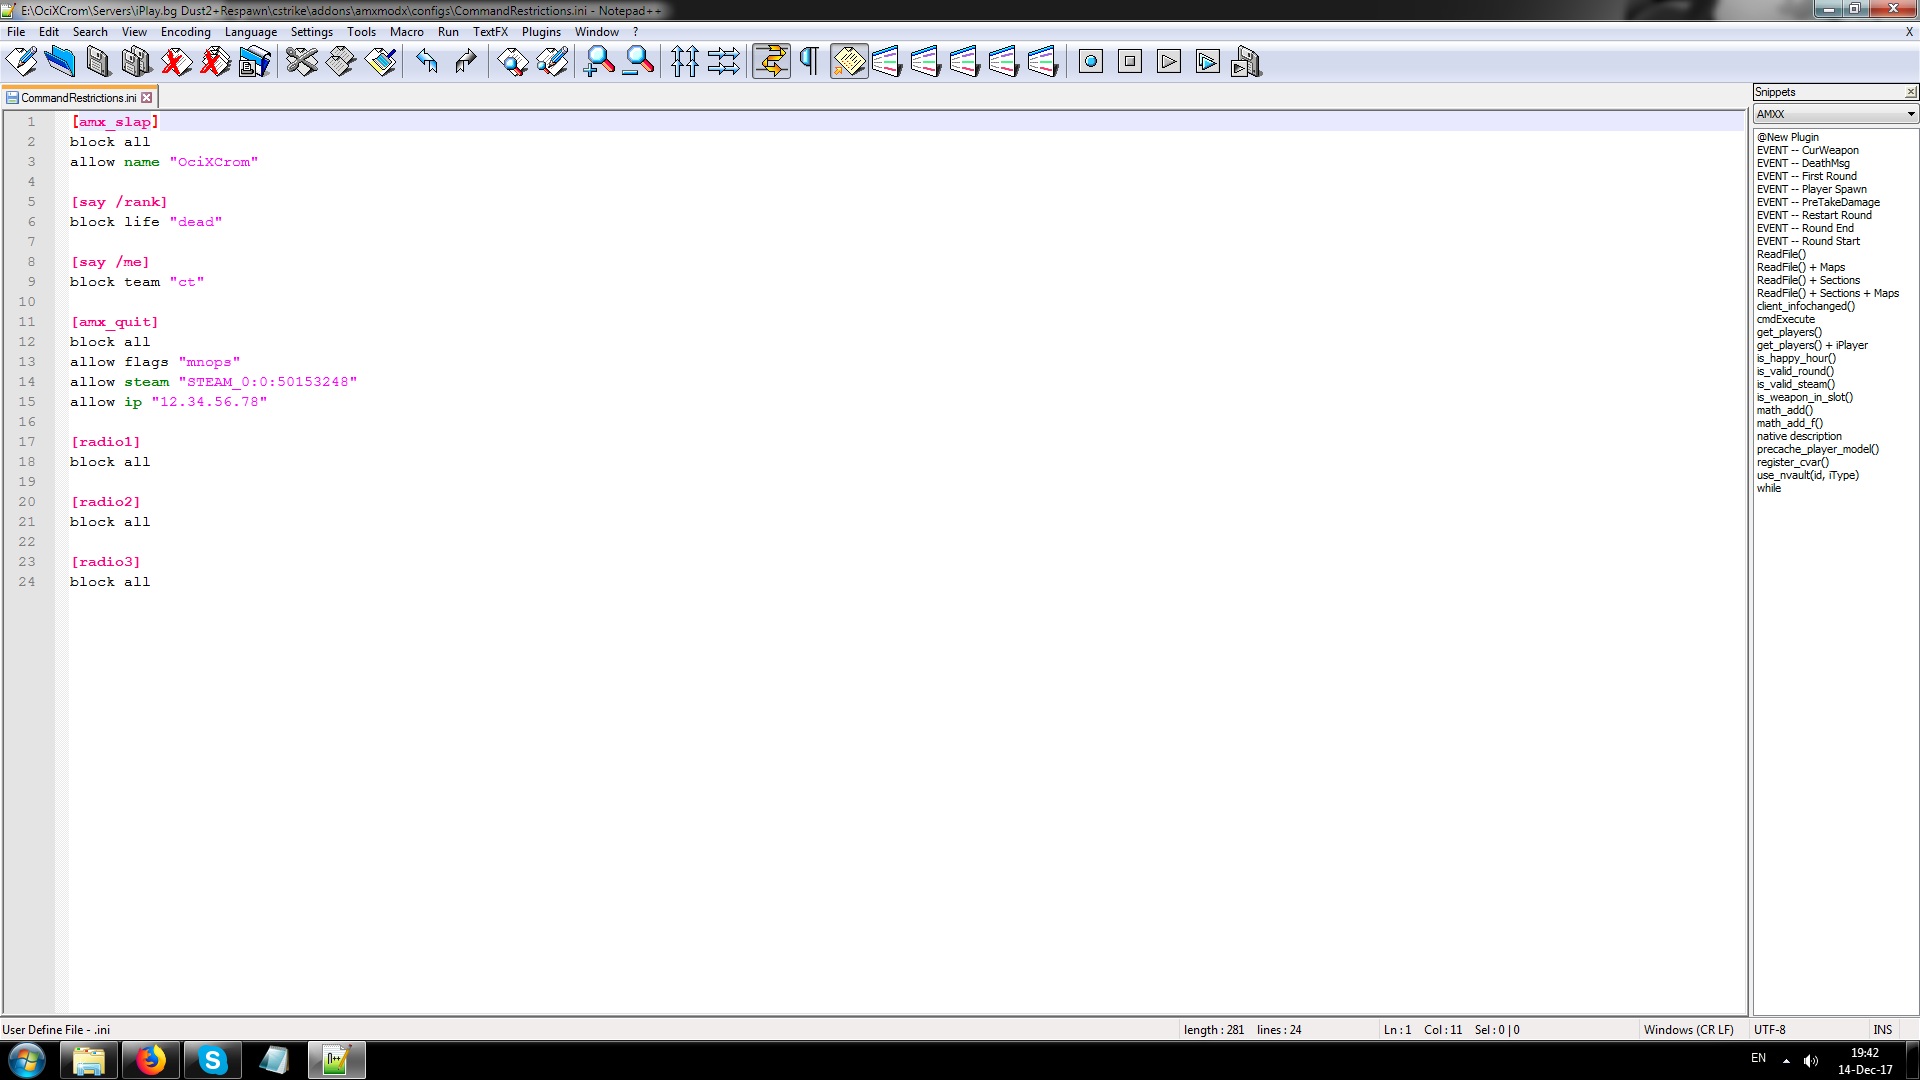 E:\OciXCrom\Servers\iPlay.bg Dust2+Respawn\cstrike\addons\amxmodx\configs\CommandRestrictions.ini - Notepad++
File Edit Search View Encoding Language Settings Tools Macro Run TextFX Plugins Window ? X
CommandRestrictions.ini
1 [amx_slap]
2 block all
3 allow name "OciXCrom"
4
5 [say /rank]
6 block life "dead"
7
8 [say /me]
9 block team "ct"
10
11 [amx_quit]
12 block all
13 allow flags "mnops"
14 allow steam "STEAM_0:0:50153248"
15 allow ip "12.34.56.78"
16
17 [radio1]
18 block all
19
20 [radio2]
21 block all
22
23 [radio3]
24 block all
Snippets
AMXX
@New Plugin
EVENT -- CurWeapon
EVENT -- DeathMsg
EVENT -- First Round
EVENT -- Player Spawn
EVENT -- PreTakeDamage
EVENT -- Restart Round
EVENT -- Round End
EVENT -- Round Start
ReadFile()
ReadFile() + Maps
ReadFile() + Sections
ReadFile() + Sections + Maps
client_infochanged()
cmdExecute
get_players()
get_players() + iPlayer
is_happy_hour()
is_valid_round()
is_valid_steam()
is_weapon_in_slot()
math_add()
math_add_f()
native description
precache_player_model()
register_cvar()
use_nvault(id, iType)
while
User Define File - .ini length : 281 lines : 24 Ln : 1 Col : 11 Sel : 0 | 0 Windows (CR LF) UTF-8 INS
EN 19:42
14-Dec-17